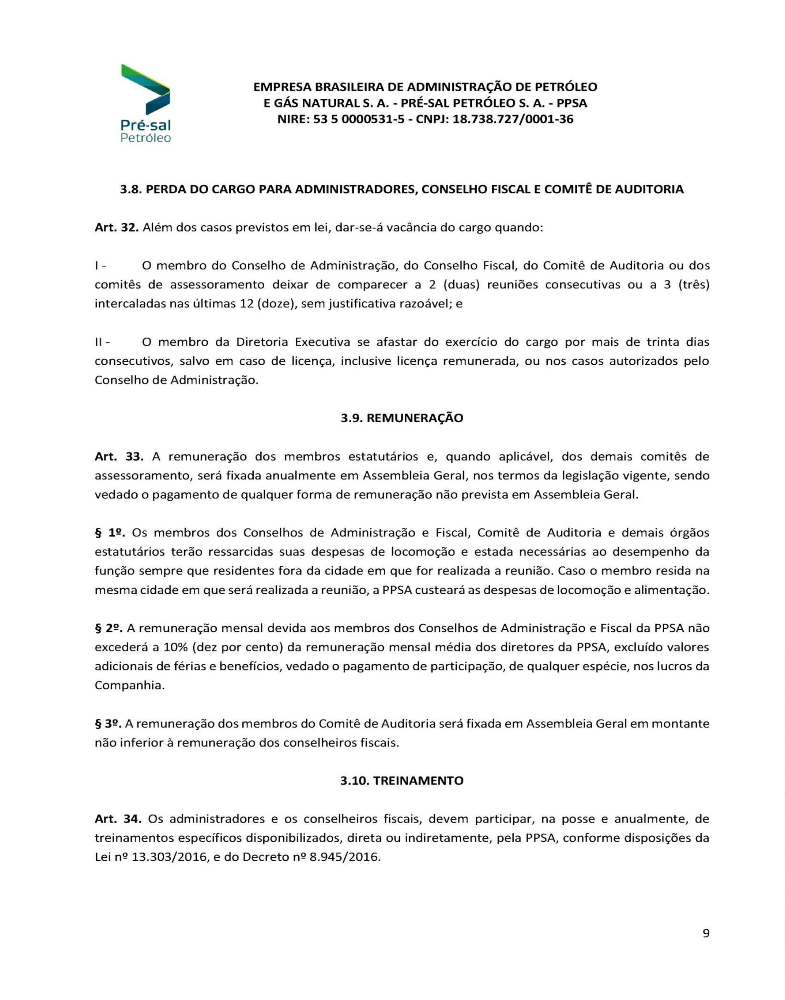 Pré-sal
Petróleo
EMPRESA BRASILEIRA DE ADMINISTRAÇÃO DE PETRÓLEO
E GÁS NATURAL S. A. - PRÉ-SAL PETRÓLEO S. A. - PPSA
NIRE: 53 5 0000531-5 - CNPJ: 18.738.727/0001-36
3.8. PERDA DO CARGO PARA ADMINISTRADORES, CONSELHO FISCAL E COMITÊ DE AUDITORIA
Art. 32. Além dos casos previstos em lei, dar-se-á vacância do cargo quando:
I - O membro do Conselho de Administração, do Conselho Fiscal, do Comitê de Auditoria ou dos
comitês de assessoramento deixar de comparecer a 2 (duas) reuniões consecutivas ou a 3 (três)
intercaladas nas últimas 12 (doze), sem justificativa razoável; e
II - O membro da Diretoria Executiva se afastar do exercício do cargo por mais de trinta dias
consecutivos, salvo em caso de licença, inclusive licença remunerada, ou nos casos autorizados pelo
Conselho de Administração.
3.9. REMUNERAÇÃO
Art. 33. A remuneração dos membros estatutários e, quando aplicável, dos demais comitês de
assessoramento, será fixada anualmente em Assembleia Geral, nos termos da legislação vigente, sendo
vedado o pagamento de qualquer forma de remuneração não prevista em Assembleia Geral.
§ 1º. Os membros dos Conselhos de Administração e Fiscal, Comitê de Auditoria e demais órgãos
estatutários terão ressarcidas suas despesas de locomoção e estada necessárias ao desempenho da
função sempre que residentes fora da cidade em que for realizada a reunião. Caso o membro resida na
mesma cidade em que será realizada a reunião, a PPSA custeará as despesas de locomoção e alimentação.
§ 2º. A remuneração mensal devida aos membros dos Conselhos de Administração e Fiscal da PPSA não
excederá a 10% (dez por cento) da remuneração mensal média dos diretores da PPSA, excluído valores
adicionais de férias e benefícios, vedado o pagamento de participação, de qualquer espécie, nos lucros da
Companhia.
§ 3º. A remuneração dos membros do Comitê de Auditoria será fixada em Assembleia Geral em montante
não inferior à remuneração dos conselheiros fiscais.
3.10. TREINAMENTO
Art. 34. Os administradores e os conselheiros fiscais, devem participar, na posse e anualmente, de
treinamentos específicos disponibilizados, direta ou indiretamente, pela PPSA, conforme disposições da
Lei nº 13.303/2016, e do Decreto nº 8.945/2016.
9